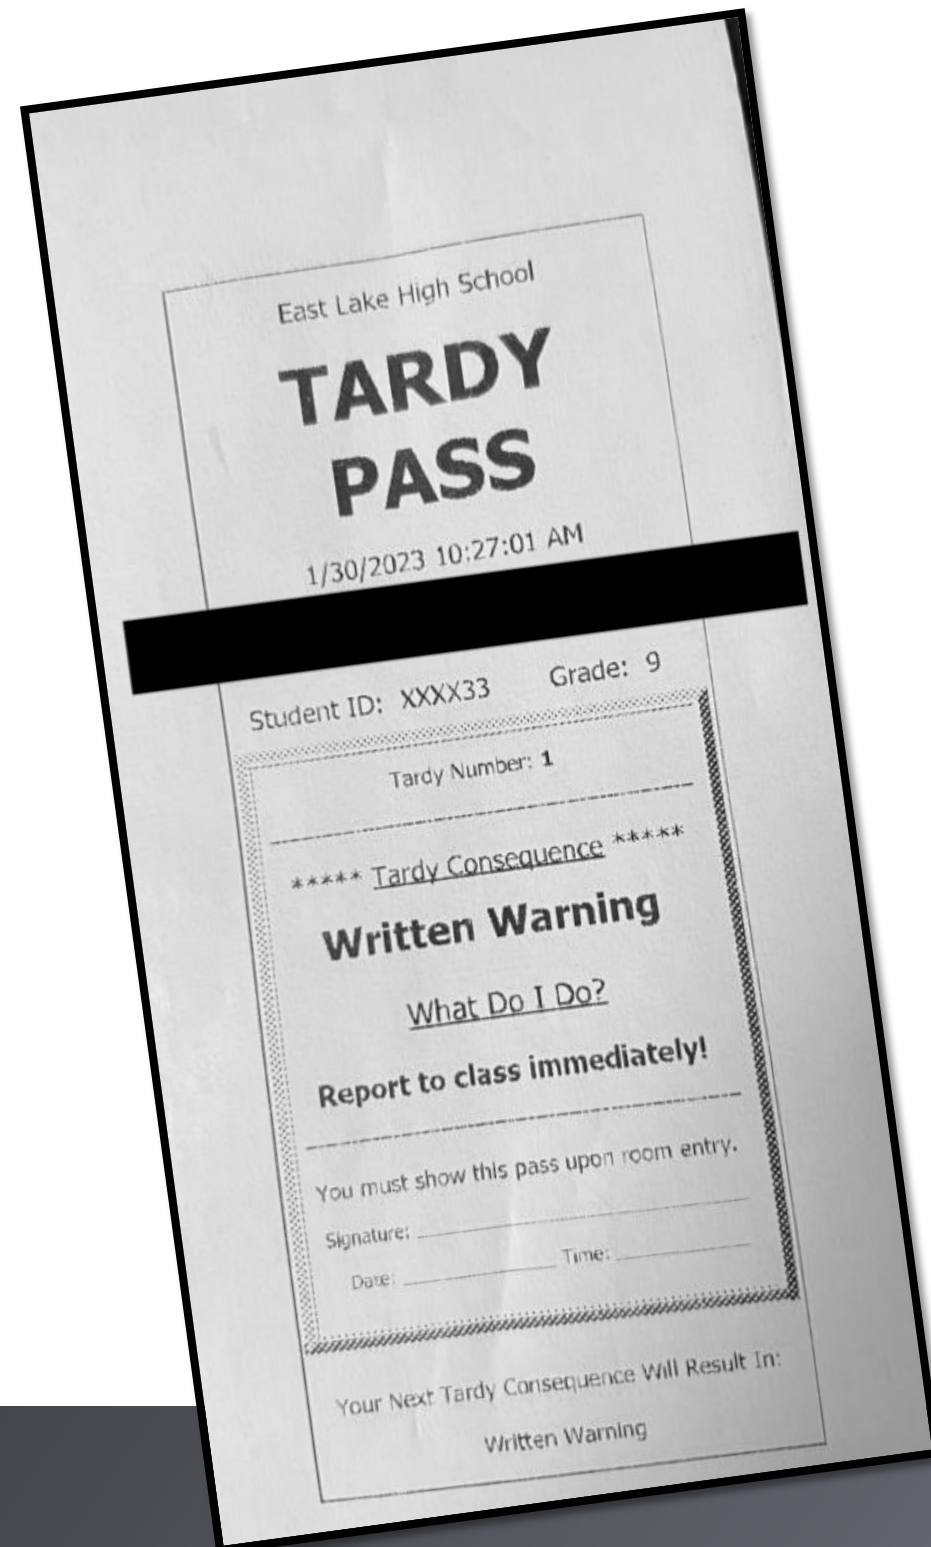 East Lake High School
TARDY
PASS
1/30/2023 10:27:01 AM
Student ID: XXXX33 Grade: 9
Tardy Number: 1
***** Tardy Consequence *****
Written Warning
What Do I Do?
Report to class immediately!
You must show this pass upon room entry.
Signature:
Date: Time:
Your Next Tardy Consequence Will Result In:
Written Warning